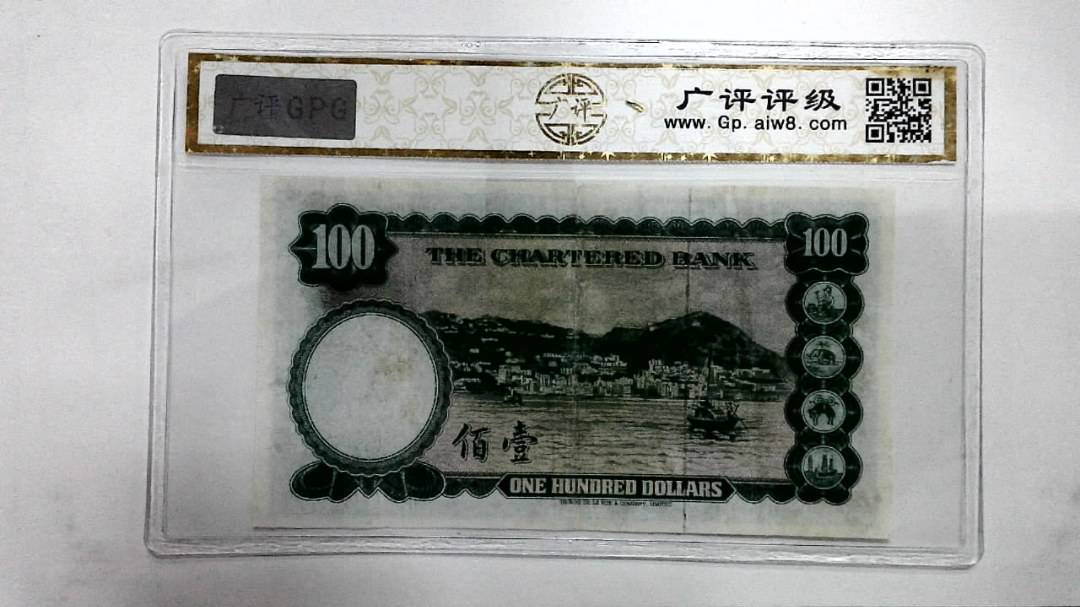 广评GPG
广评
广评评级
www. Gp. aiw8. com
100
100
THE CHARTERED BANK
佰壹
ONE HUNDRED DOLLARS